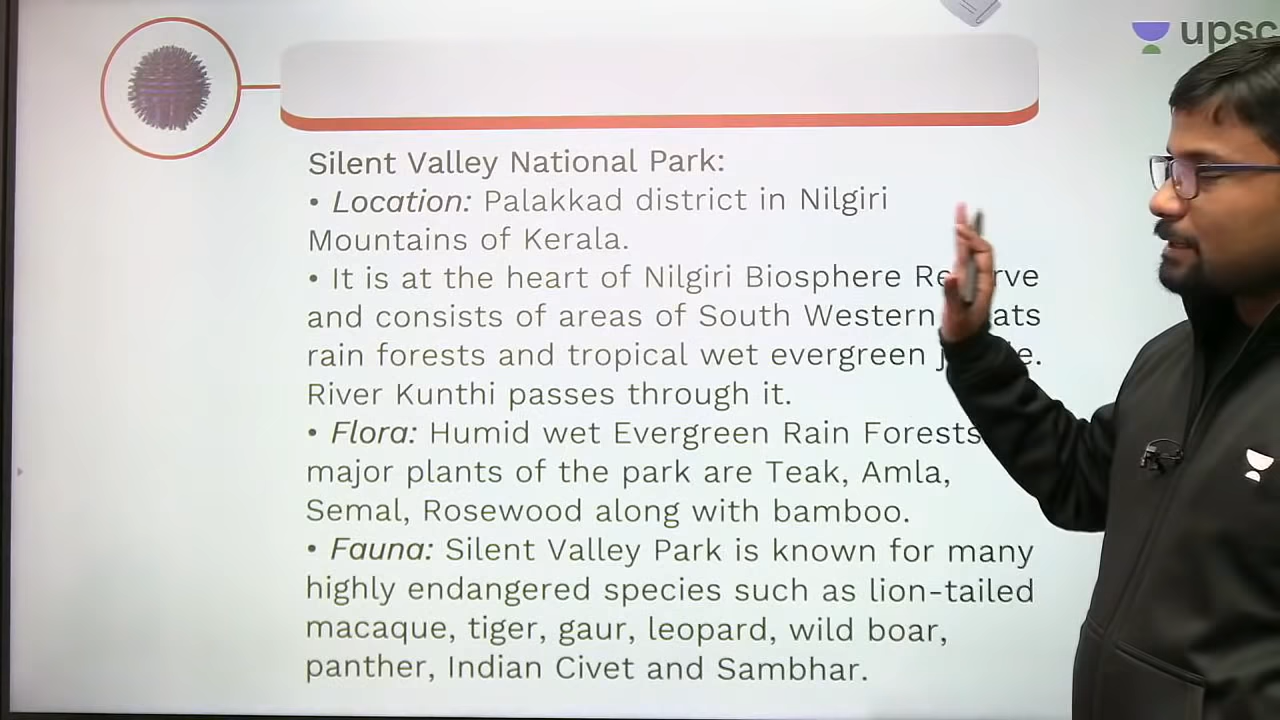 upsc
Silent Valley National Park:
• Location: Palakkad district in Nilgiri
Mountains of Kerala.
• It is at the heart of Nilgiri Biosphere
and consists of areas of South Western
rain forests and tropical wet evergreen
River Kunthi passes through it.
• Flora: Humid wet Evergreen Rain Forests
major plants of the park are Teak, Amla,
Semal, Rosewood along with bamboo.
• Fauna: Silent Valley Park is known for many
highly endangered species such as lion-tailed
macaque, tiger, gaur, leopard, wild boar,
panther, Indian Civet and Sambhar.